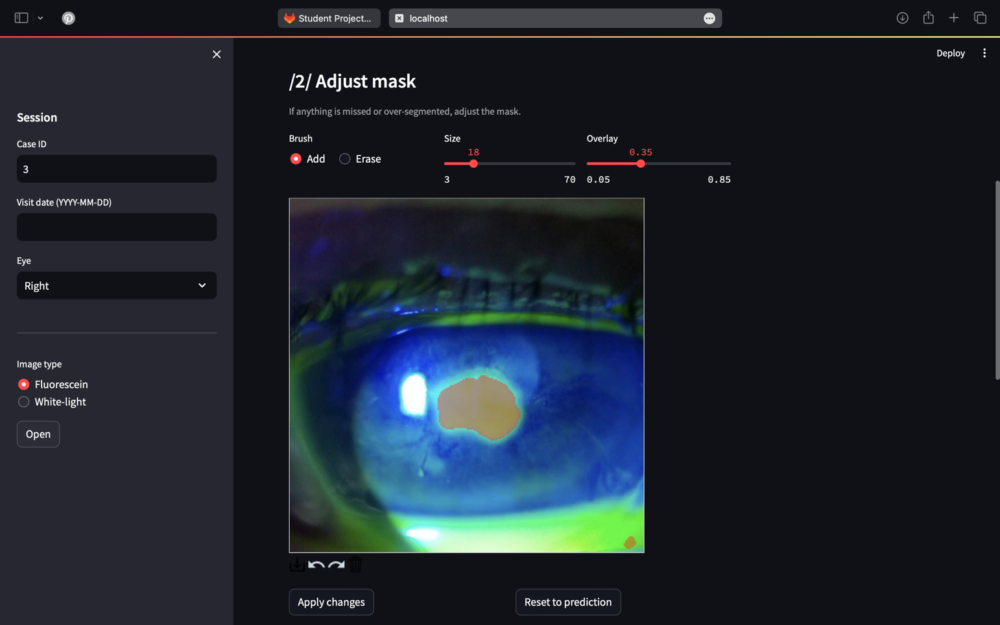 Student Project...
localhost
Deploy
Session
Case ID
3
Visit date (YYYY-MM-DD)
Eye
Right
Image type
Fluorescein
White-light
Open
/2/ Adjust mask
If anything is missed or over-segmented, adjust the mask.
Brush
Add
Erase
Size
18
3
70
Overlay
0.35
0.05
0.85
Apply changes
Reset to prediction